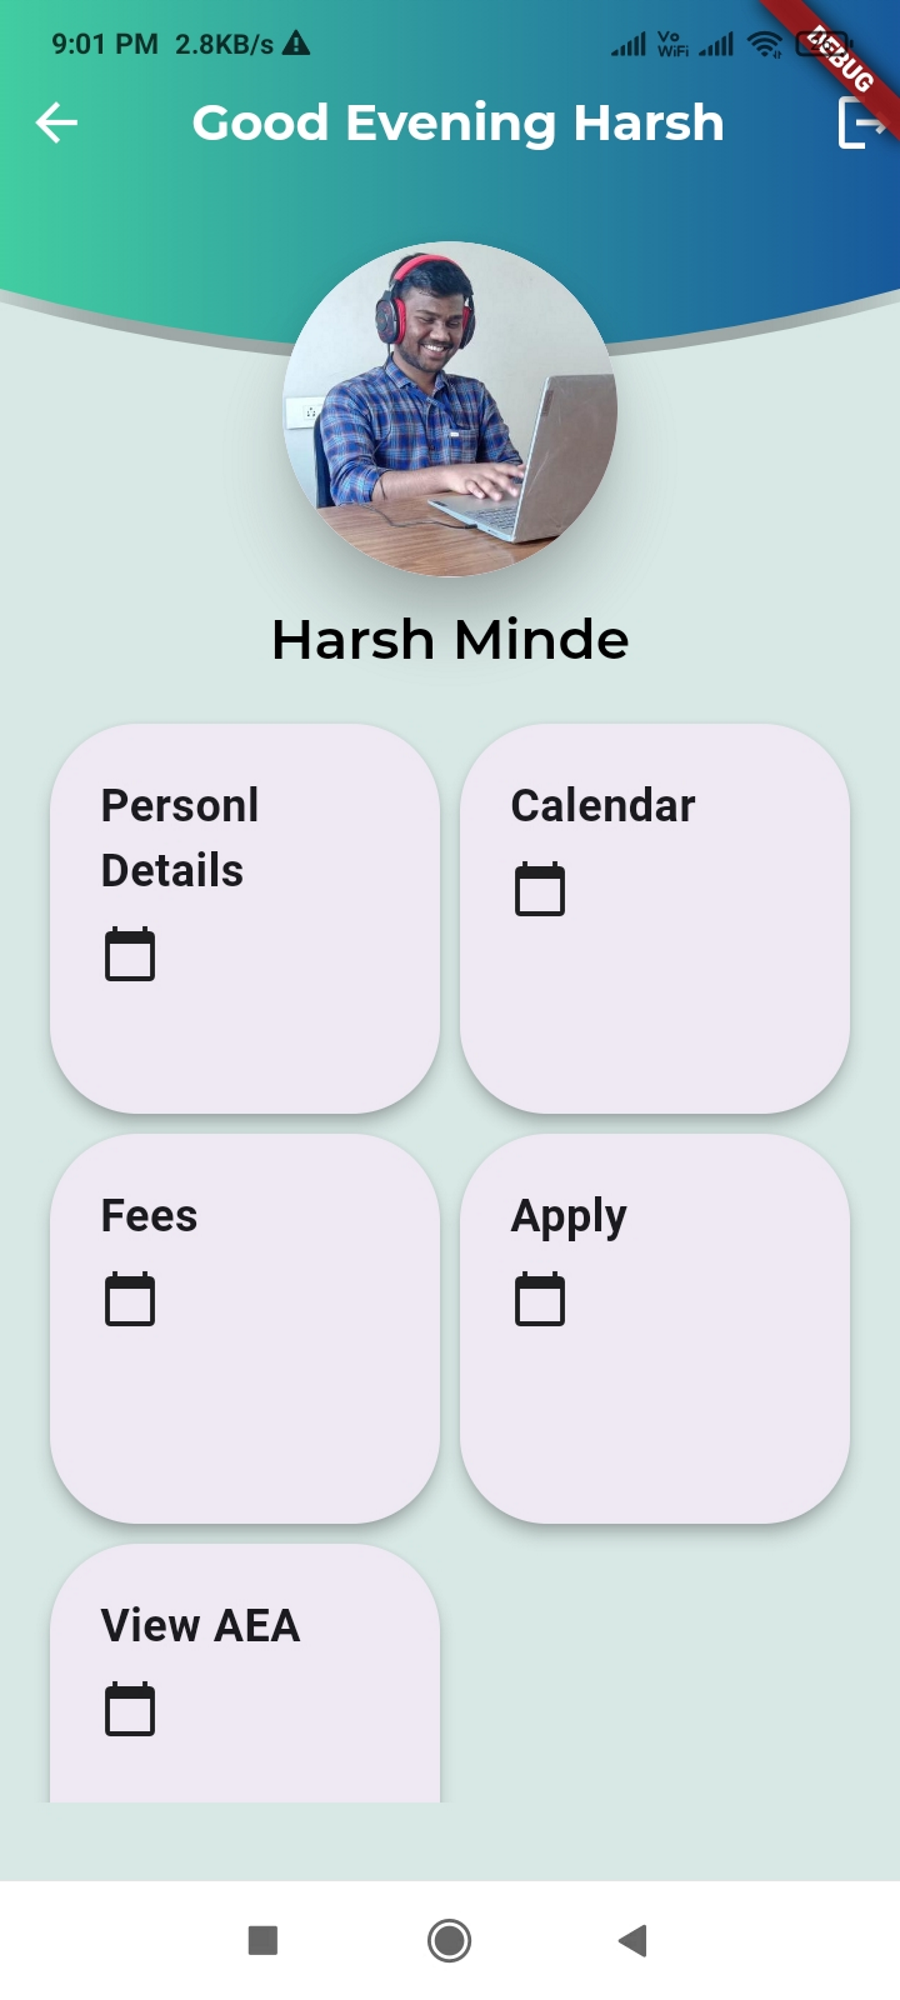 9:01 PM 2.8KB/s
Vo
WiFi
DEBUG
Good Evening Harsh
Harsh Minde
Personl
Details
Calendar
Fees
Apply
View AEA